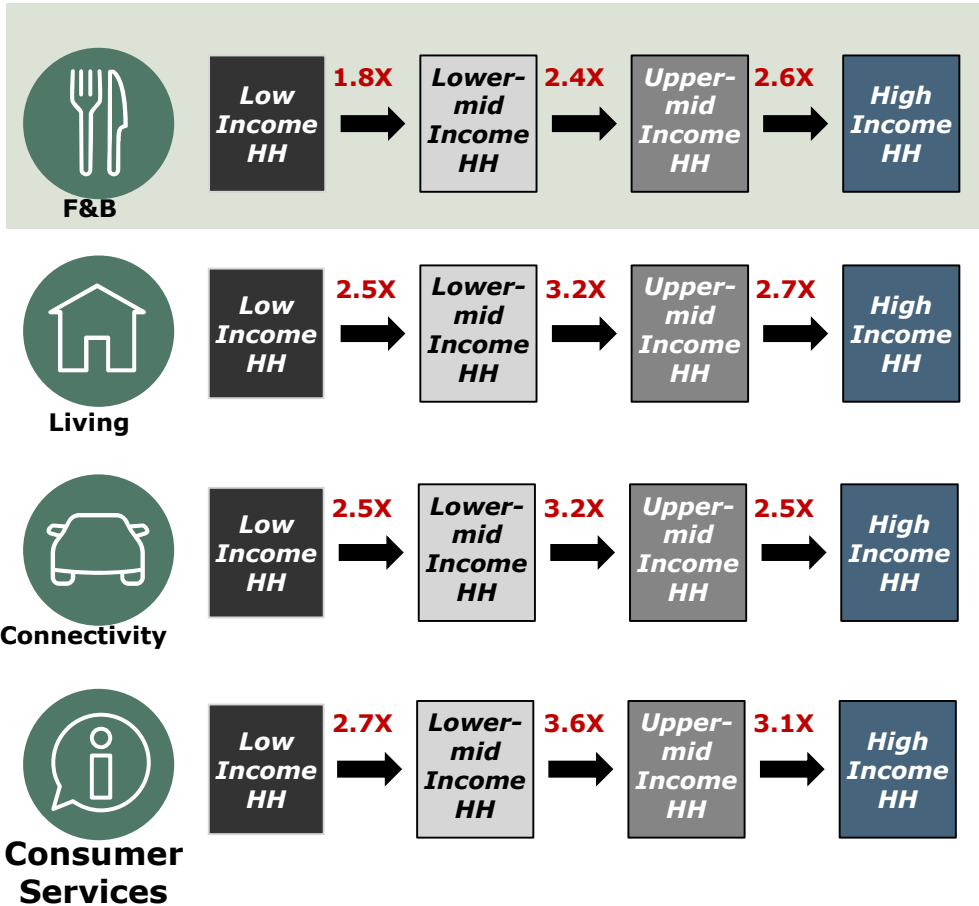 1.8X
2.4X
2.6X
Low
Income
HH
Lower-
mid
Income
HH
Upper-
mid
Income
HH
High
Income
HH
F&B
2.5X
3.2X
2.7X
Low
Income
HH
Lower-
mid
Income
HH
Upper-
mid
Income
HH
High
Income
HH
Living
2.5X
3.2X
2.5X
Low
Income
HH
Lower-
mid
Income
HH
Upper-
mid
Income
HH
High
Income
HH
Connectivity
2.7X
3.6X
3.1X
Low
Income
HH
Lower-
mid
Income
HH
Upper-
mid
Income
HH
High
Income
HH
Consumer
Services